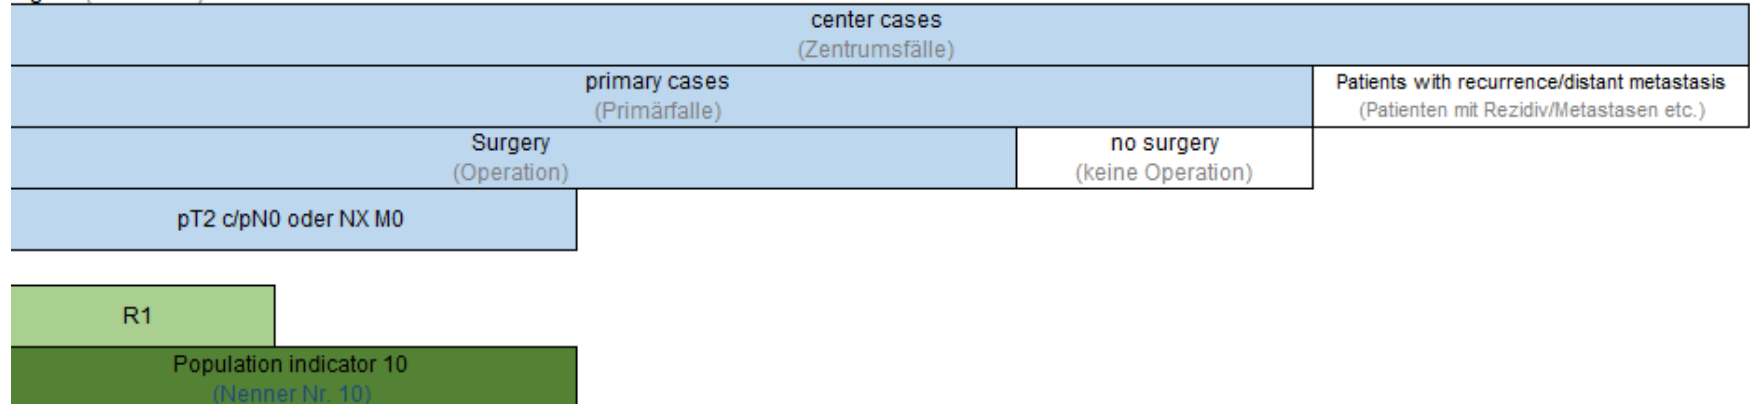 center cases
(Zentrumsfälle)
primary cases
(Primärfalle)
Patients with recurrence/distant metastasis
(Patienten mit Rezidiv/Metastasen etc.)
Surgery
(Operation)
no surgery
(keine Operation)
pT2 c/pN0 oder NX M0
R1
Population indicator 10
(Nenner Nr. 10)